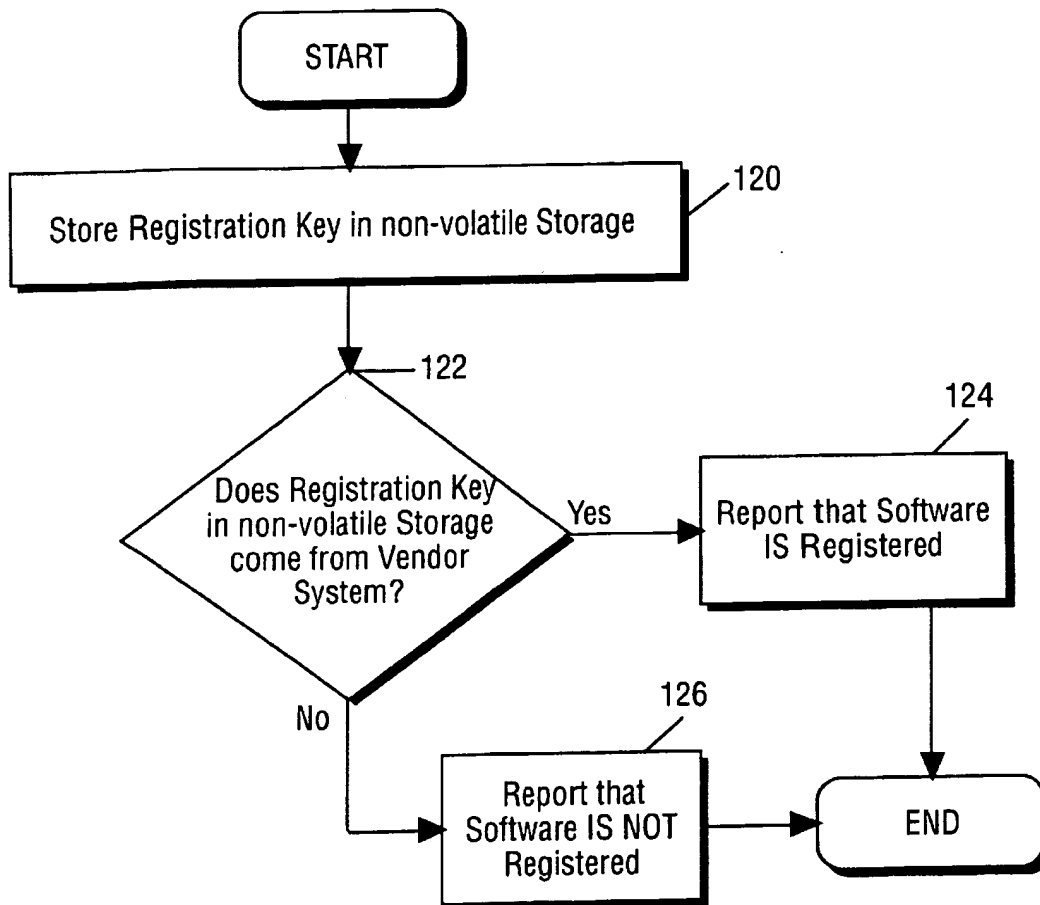 START
120
Store Registration Key in non-volatile Storage
122
Does Registration Key
in non-volatile Storage
come from Vendor
System?
Yes
124
Report that Software
IS Registered
No
126
Report that
Software IS NOT
Registered
END